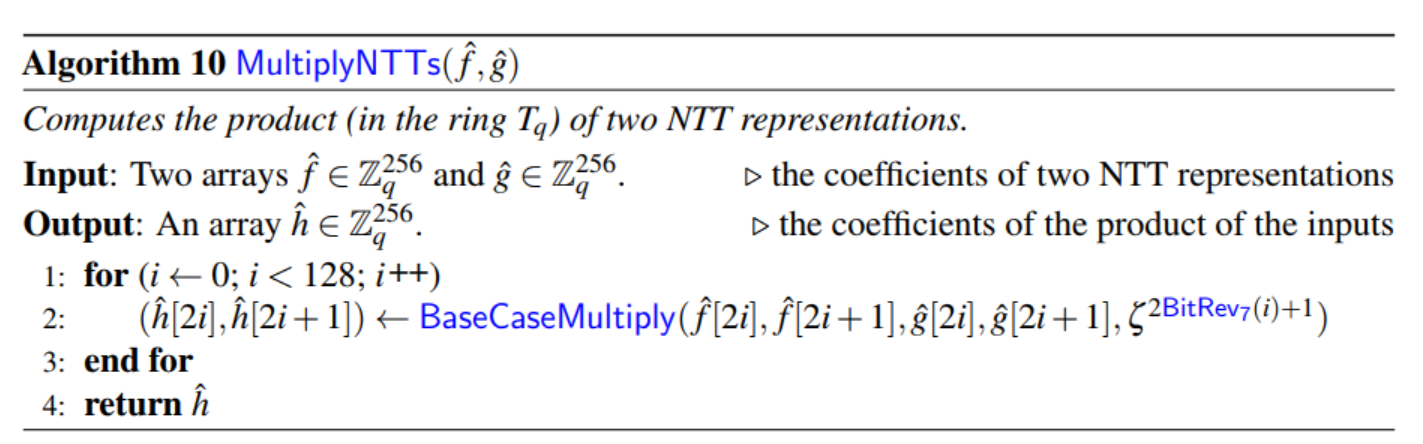 Algorithm 10 MultiplyNTTs(f̂, ĝ)
Computes the product (in the ring T_q) of two NTT representations.
Input: Two arrays f̂ ∈ ℤ_q^256 and ĝ ∈ ℤ_q^256. ▷ the coefficients of two NTT representations
Output: An array ĥ ∈ ℤ_q^256. ▷ the coefficients of the product of the inputs
1: for (i ← 0; i < 128; i++)
2: (ĥ[2i], ĥ[2i+1]) ← BaseCaseMultiply(f̂[2i], f̂[2i+1], ĝ[2i], ĝ[2i+1], ζ^{2BitRev_7(i)+1})
3: end for
4: return ĥ